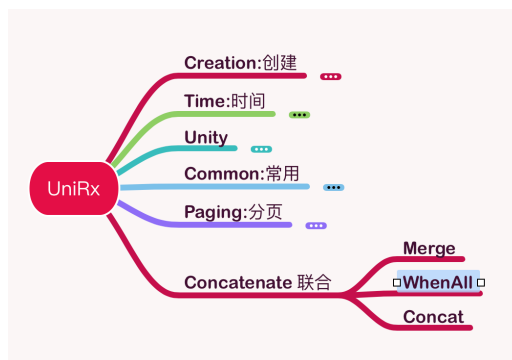 Creation:创建
Time:时间
Unity
UniRx
Common:常用
Paging:分页
Merge
Concatenate 联合
WhenAll
Concat